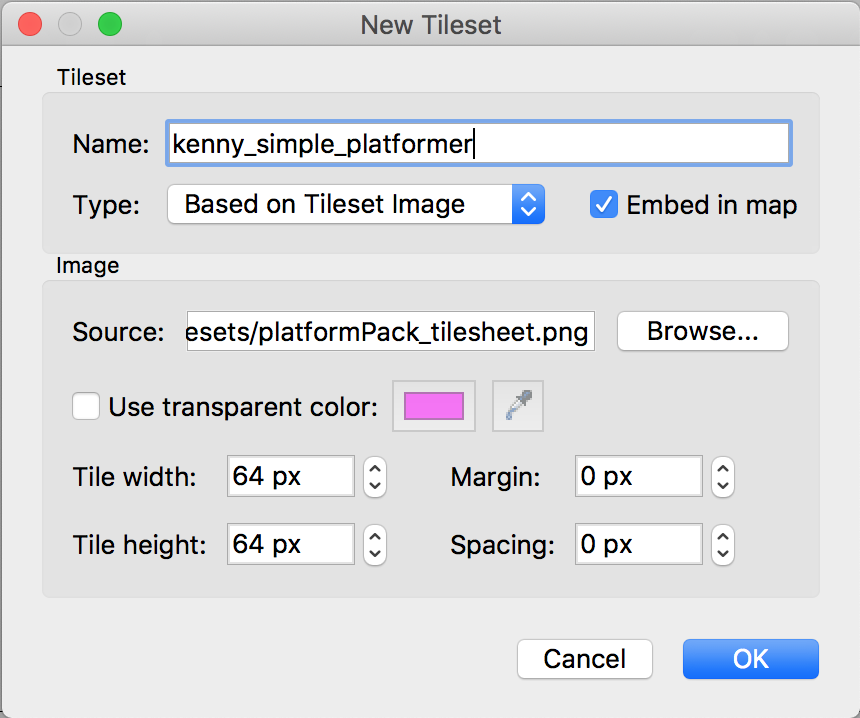 New Tileset
Tileset
Name: kenny_simple_platformer
Type: Based on Tileset Image Embed in map
Image
Source: esets/platformPack_tilesheet.png Browse...
Use transparent color:
Tile width: 64 px Margin: 0 px
Tile height: 64 px Spacing: 0 px
Cancel OK